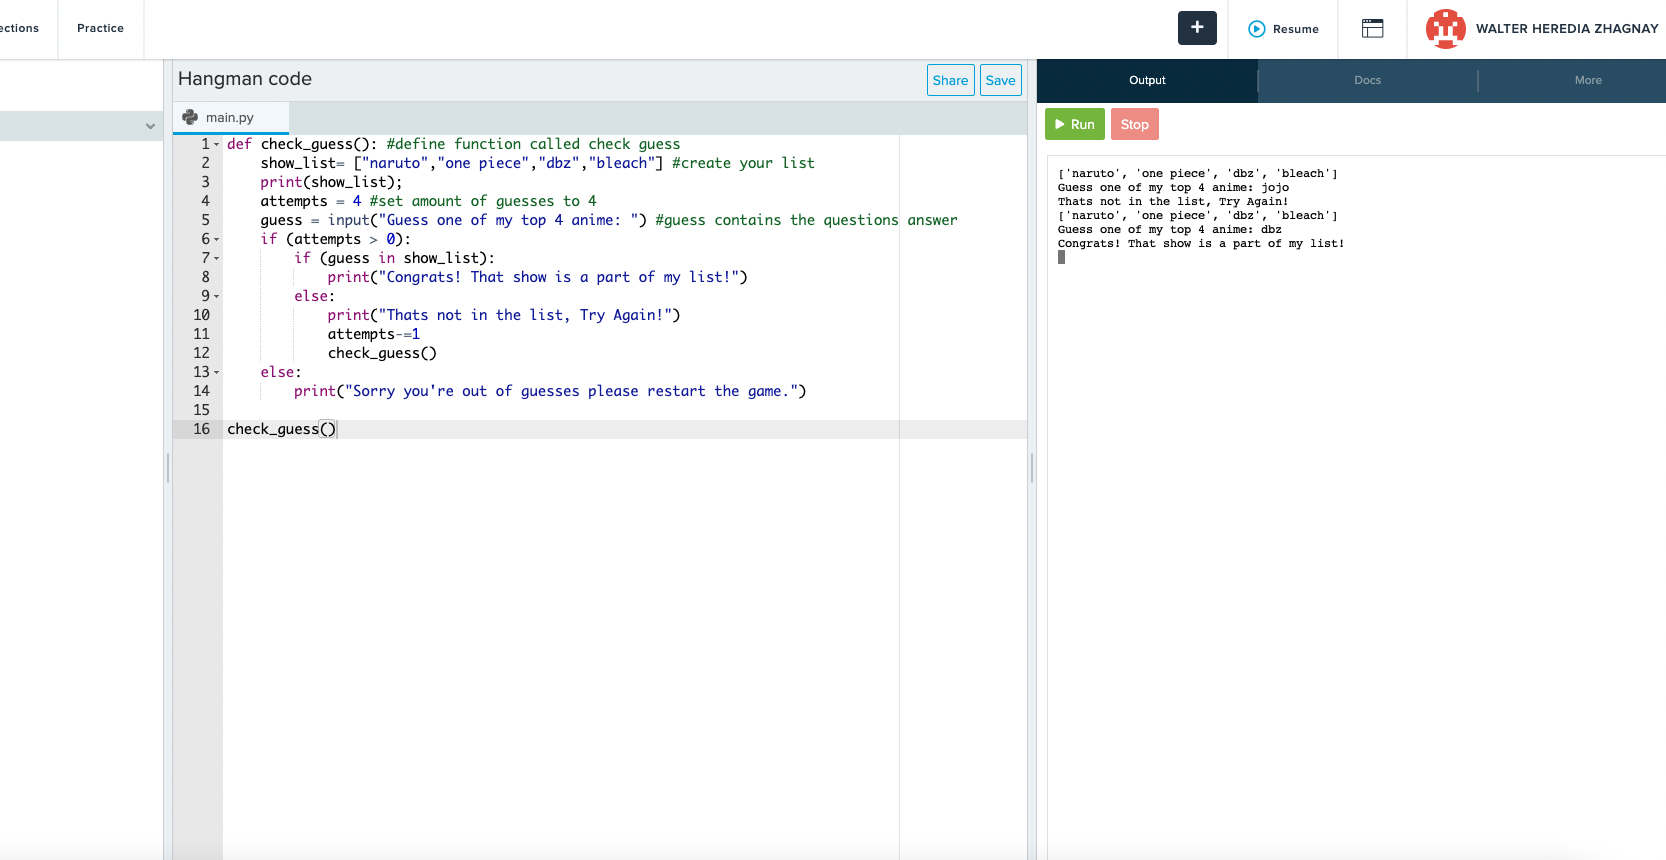 ections Practice + Resume WALTER HEREDIA ZHAGNAY
Hangman code Share Save
Output Docs More
main.py
Run Stop
1 def check_guess(): #define function called check guess
2     show_list= ["naruto","one piece","dbz","bleach"] #create your list
3     print(show_list);
4     attempts = 4 #set amount of guesses to 4
5     guess = input("Guess one of my top 4 anime: ") #guess contains the questions answer
6     if (attempts > 0):
7         if (guess in show_list):
8             print("Congrats! That show is a part of my list!")
9         else:
10             print("Thats not in the list, Try Again!")
11             attempts-=1
12             check_guess()
13     else:
14         print("Sorry you're out of guesses please restart the game.")
15
16 check_guess()
['naruto', 'one piece', 'dbz', 'bleach']
Guess one of my top 4 anime: jojo
Thats not in the list, Try Again!
['naruto', 'one piece', 'dbz', 'bleach']
Guess one of my top 4 anime: dbz
Congrats! That show is a part of my list!